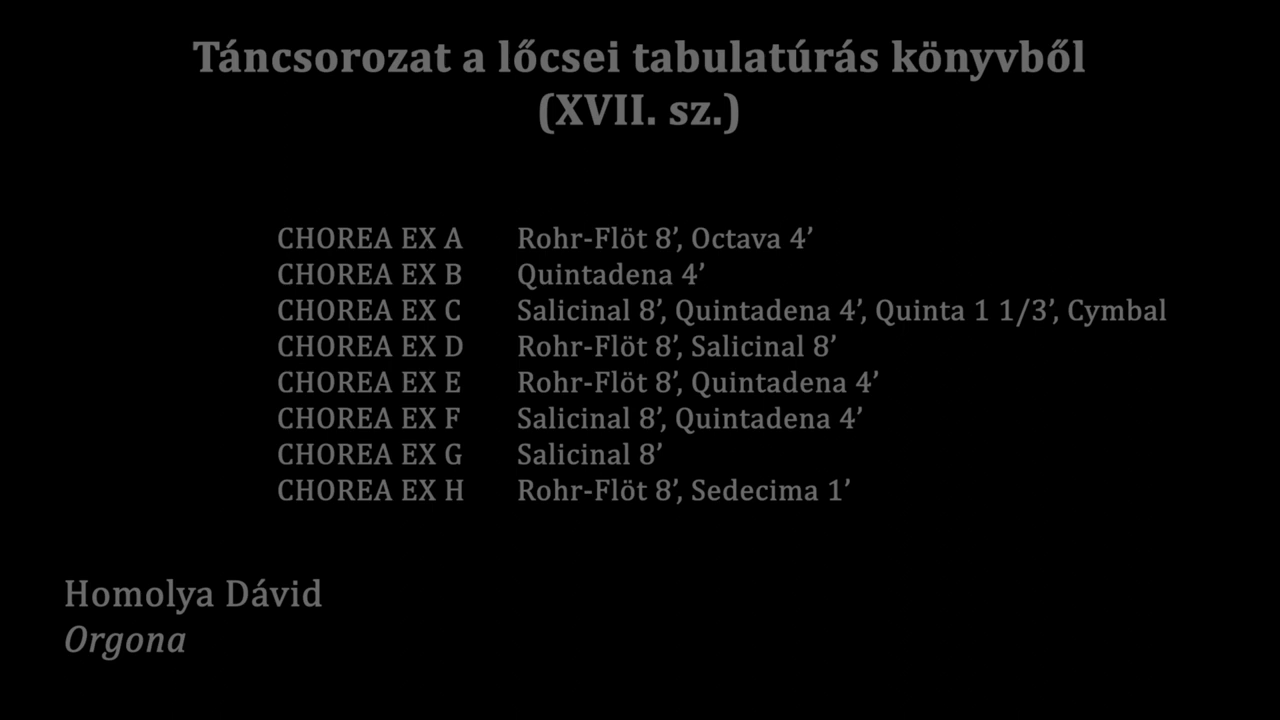 Táncsorozat a lőcsei tabulatúrás könyvből
(XVII. sz.)
CHOREA EX A Rohr-Flöt 8’, Octava 4’
CHOREA EX B Quintadena 4’
CHOREA EX C Salicinal 8’, Quintadena 4’, Quinta 1 1/3’, Cymbal
CHOREA EX D Rohr-Flöt 8’, Salicinal 8’
CHOREA EX E Rohr-Flöt 8’, Quintadena 4’
CHOREA EX F Salicinal 8’, Quintadena 4’
CHOREA EX G Salicinal 8’
CHOREA EX H Rohr-Flöt 8’, Sedecima 1’
Homolya Dávid
Orgona